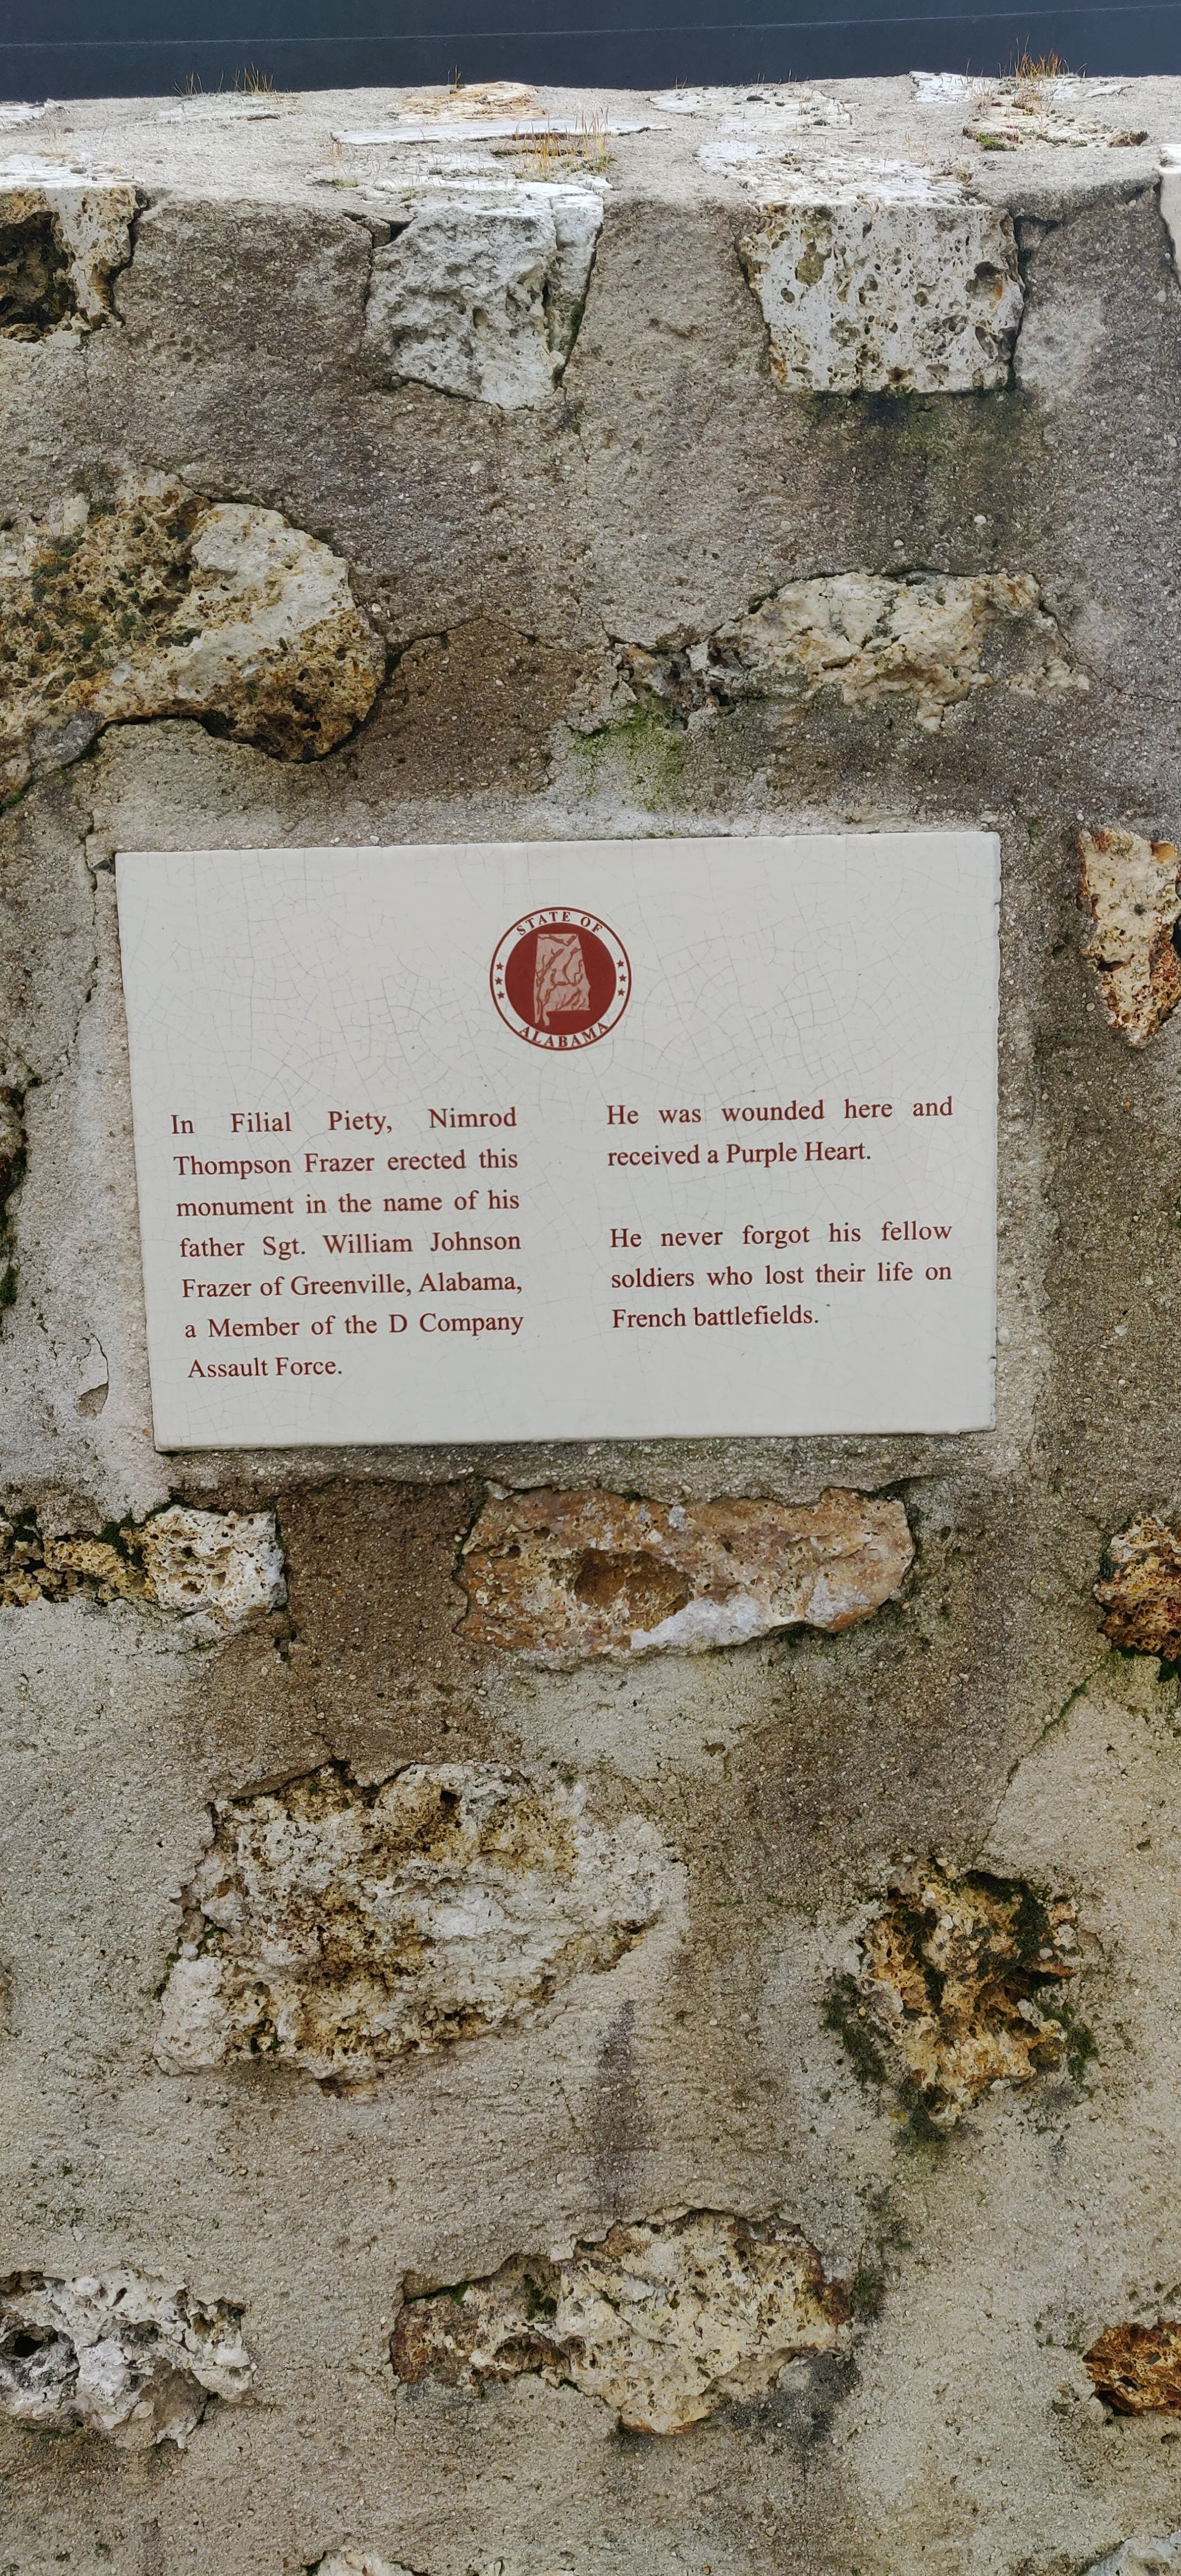 STATE OF
ALABAMA
In Filial Piety, Nimrod
Thompson Frazer erected this
monument in the name of his
father Sgt. William Johnson
Frazer of Greenville, Alabama,
a Member of the D Company
Assault Force.
He was wounded here and
received a Purple Heart.
He never forgot his fellow
soldiers who lost their life on
French battlefields.